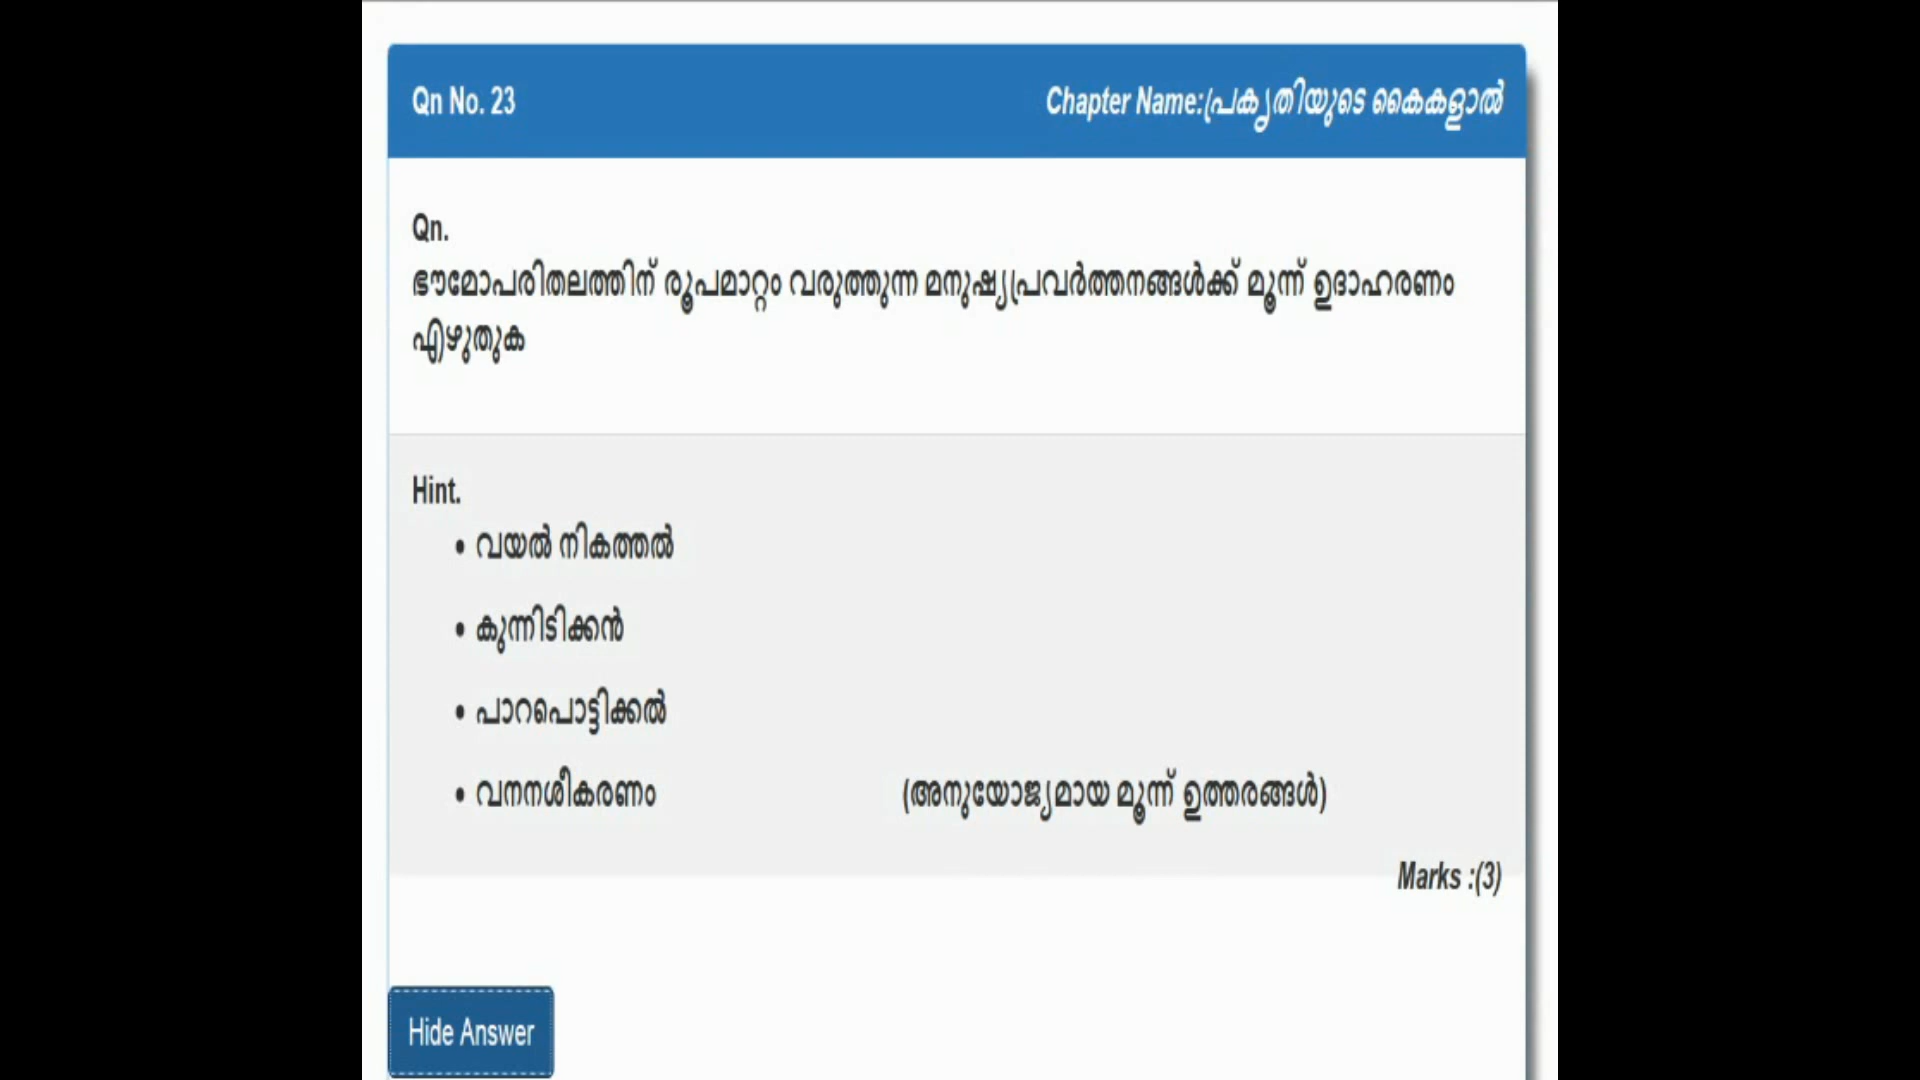 Qn No. 23
Chapter Name:പ്രകൃതിയുടെ കൈകളാൽ
Qn.
ഭൗമോപരിതലത്തിന് രൂപമാറ്റം വരുത്തുന്ന മനുഷ്യപ്രവർത്തനങ്ങൾക്ക് മൂന്ന് ഉദാഹരണം
എഴുതുക
Hint.
• വയൽ നികത്തൽ
• കുന്നിടിക്കൻ
• പാറപൊട്ടിക്കൽ
• വനനശീകരണം (അനുയോജ്യമായ മൂന്ന് ഉത്തരങ്ങൾ)
Marks :(3)
Hide Answer